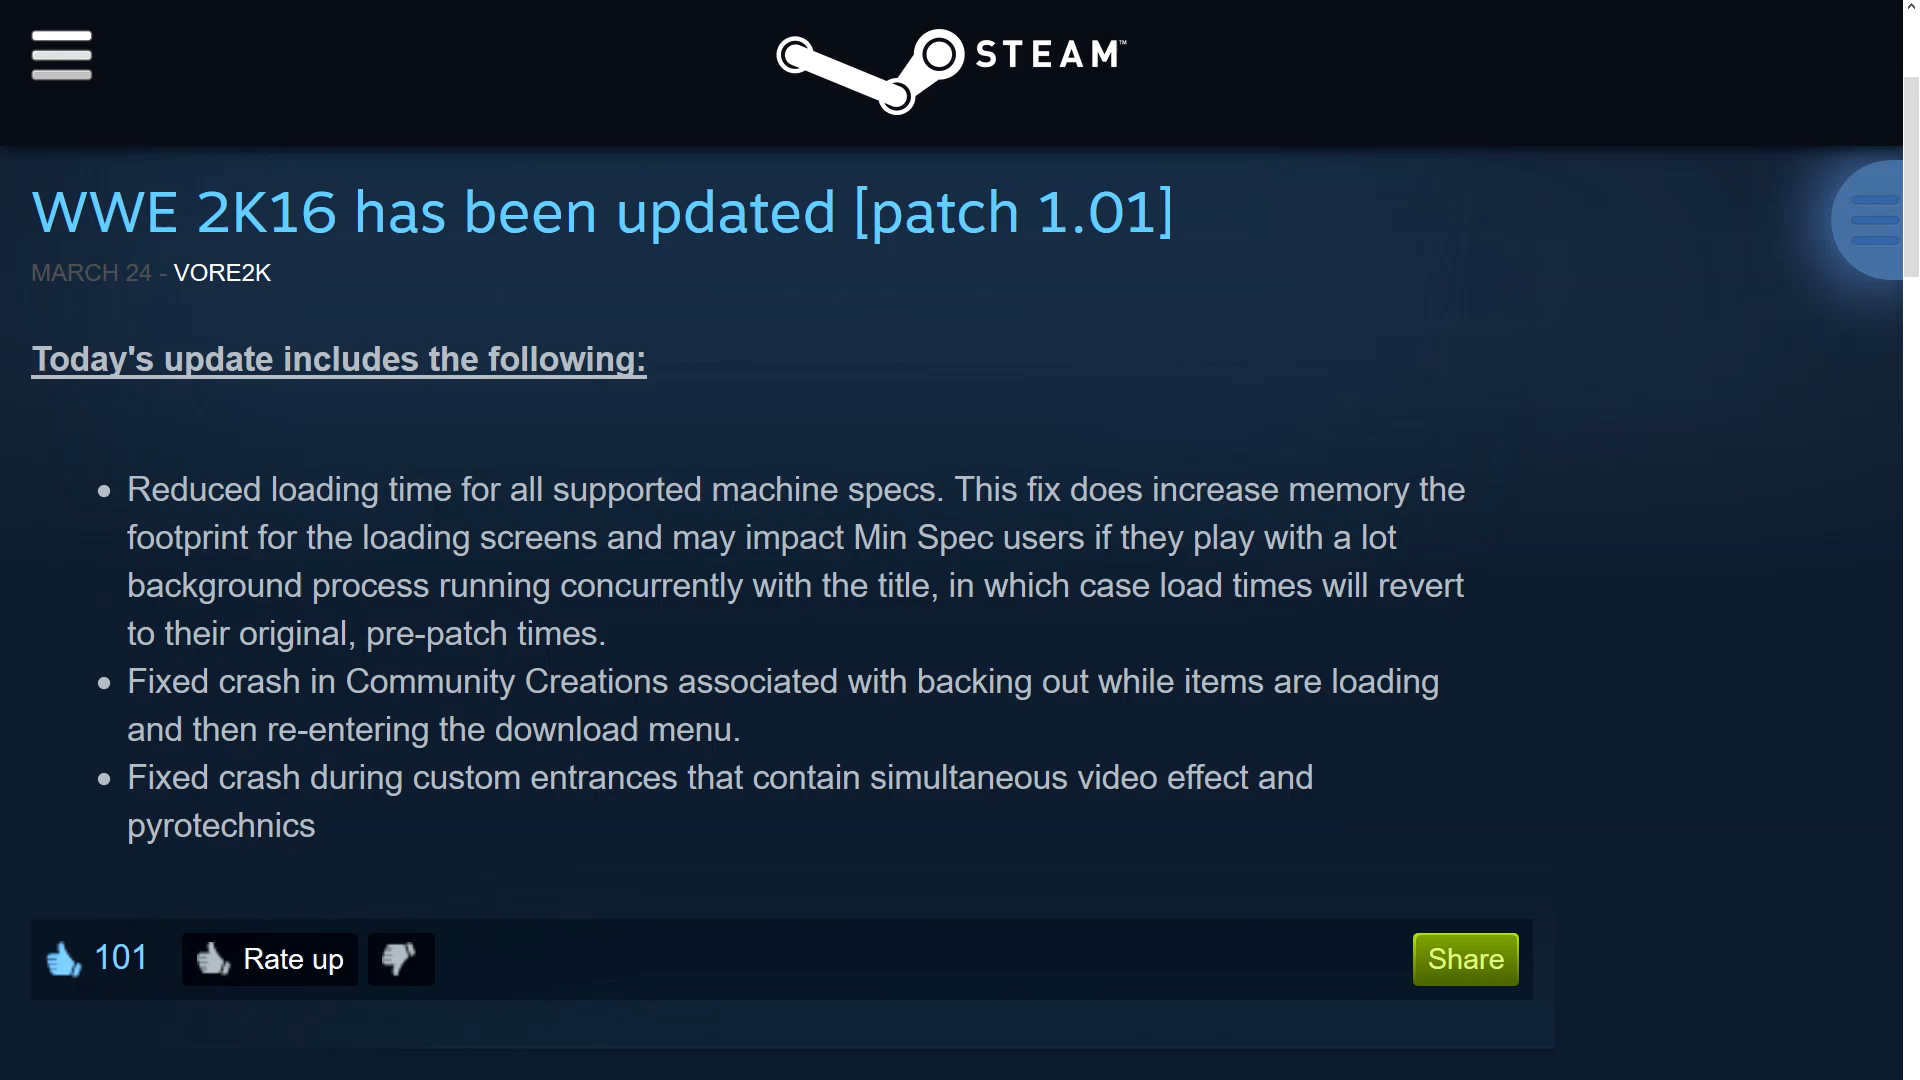 STEAM™
WWE 2K16 has been updated [patch 1.01]
MARCH 24 - VORE2K
Today's update includes the following:
• Reduced loading time for all supported machine specs. This fix does increase memory the
footprint for the loading screens and may impact Min Spec users if they play with a lot
background process running concurrently with the title, in which case load times will revert
to their original, pre-patch times.
• Fixed crash in Community Creations associated with backing out while items are loading
and then re-entering the download menu.
• Fixed crash during custom entrances that contain simultaneous video effect and
pyrotechnics
101 Rate up Share